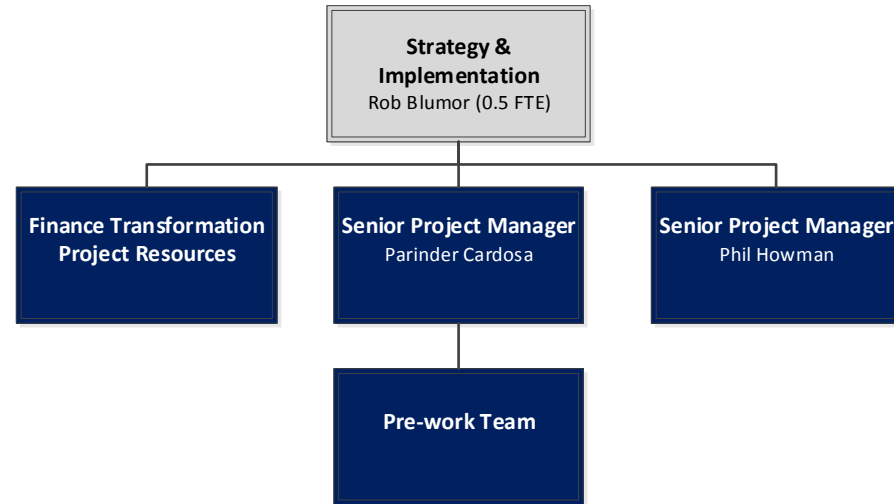 Strategy &
Implementation
Rob Blumor (0.5 FTE)
Finance Transformation
Project Resources
Senior Project Manager
Parinder Cardosa
Senior Project Manager
Phil Howman
Pre-work Team